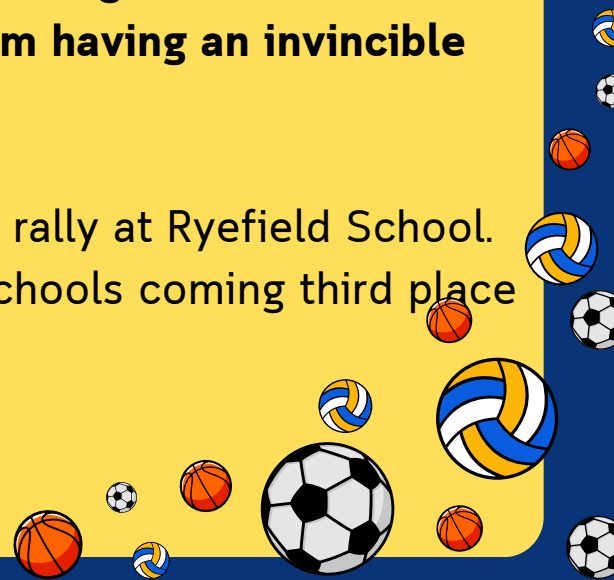 m having an invincible
rally at Ryefield School.
chools coming third place